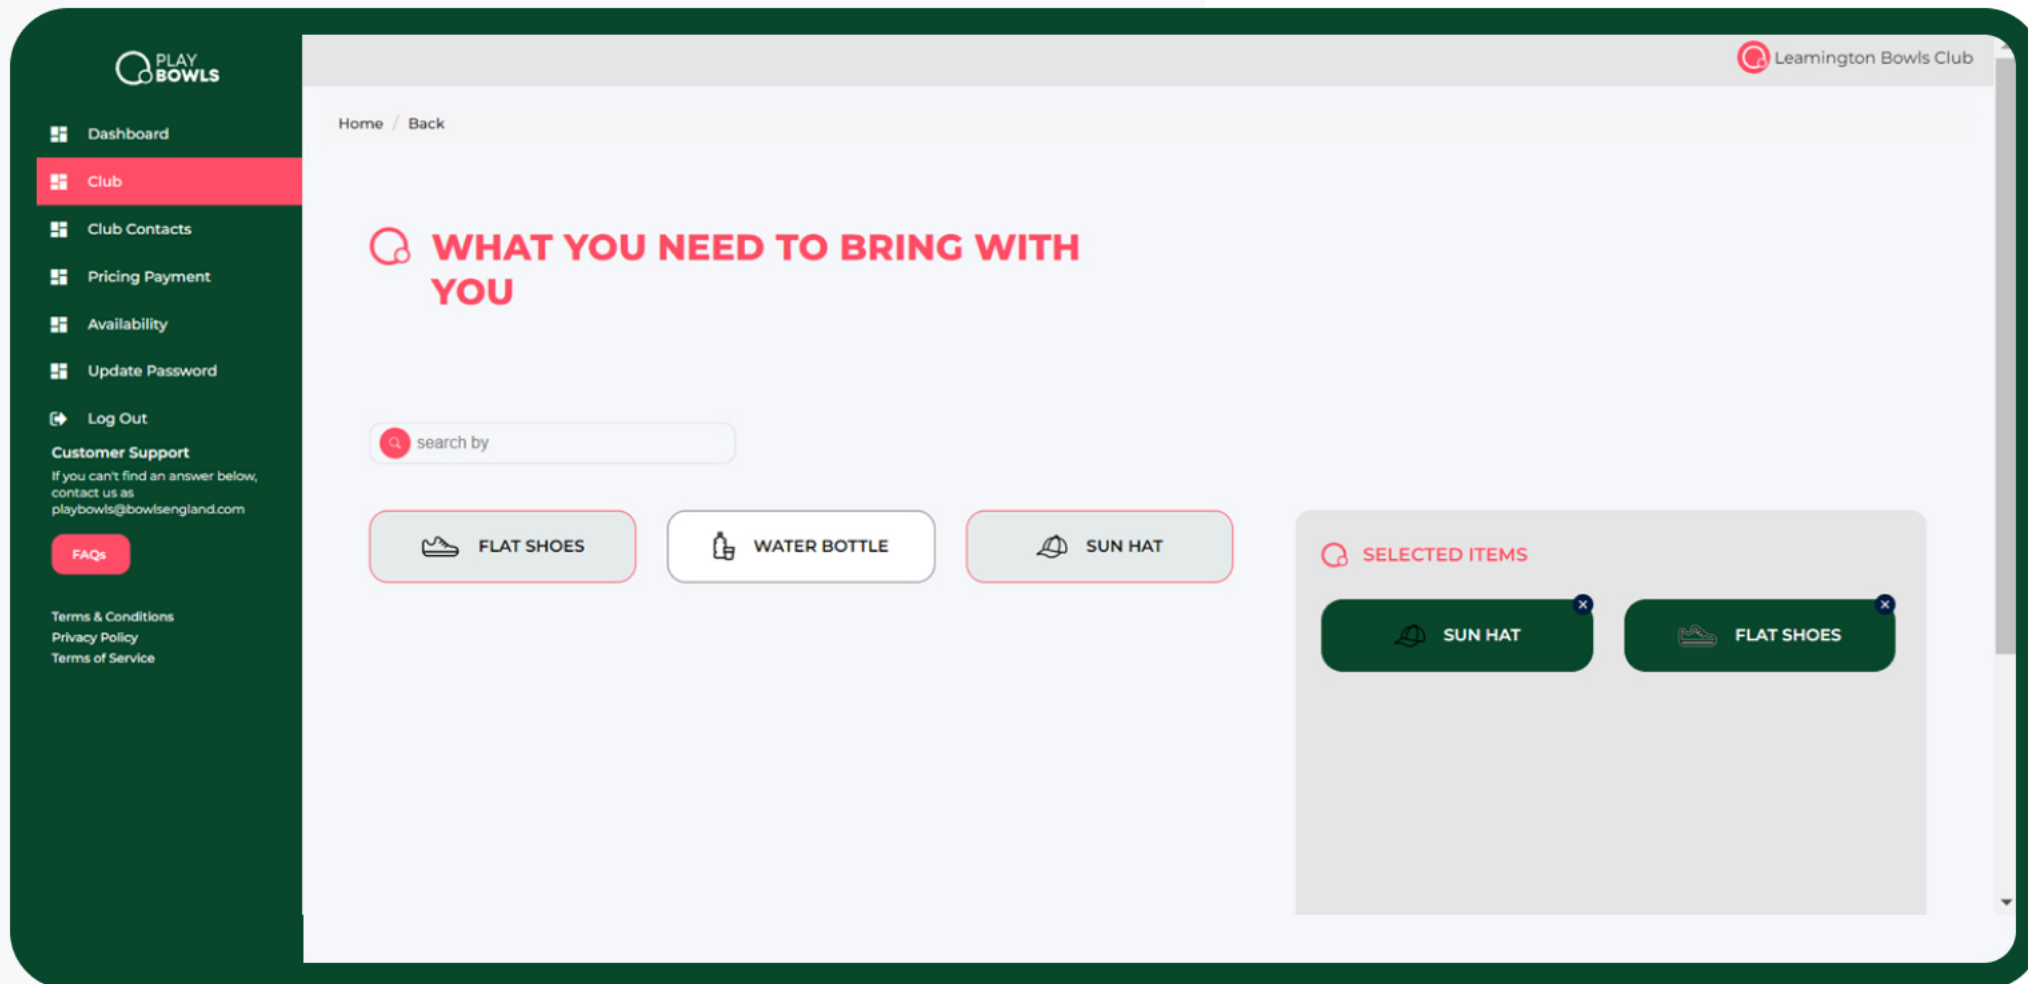 PLAY
BOWLS
Dashboard
Club
Club Contacts
Pricing Payment
Availability
Update Password
Log Out
Customer Support
If you can't find an answer below,
contact us as
playbowls@bowlsengland.com
FAQs
Terms & Conditions
Privacy Policy
Terms of Service
Leamington Bowls Club
Home / Back
WHAT YOU NEED TO BRING WITH
YOU
search by
FLAT SHOES
WATER BOTTLE
SUN HAT
SELECTED ITEMS
SUN HAT
FLAT SHOES